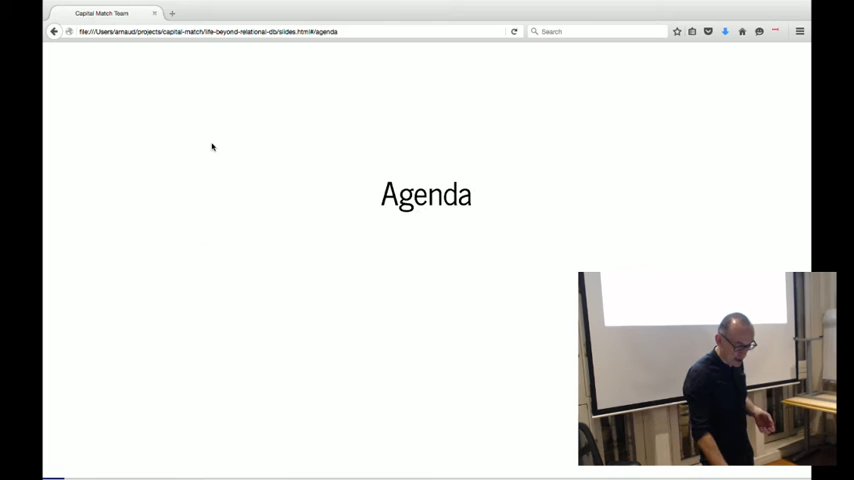 Capital Match Team
file:///Users/arnaud/projects/capital-match/life-beyond-relational-db/slides.html#/agenda
Search
Agenda